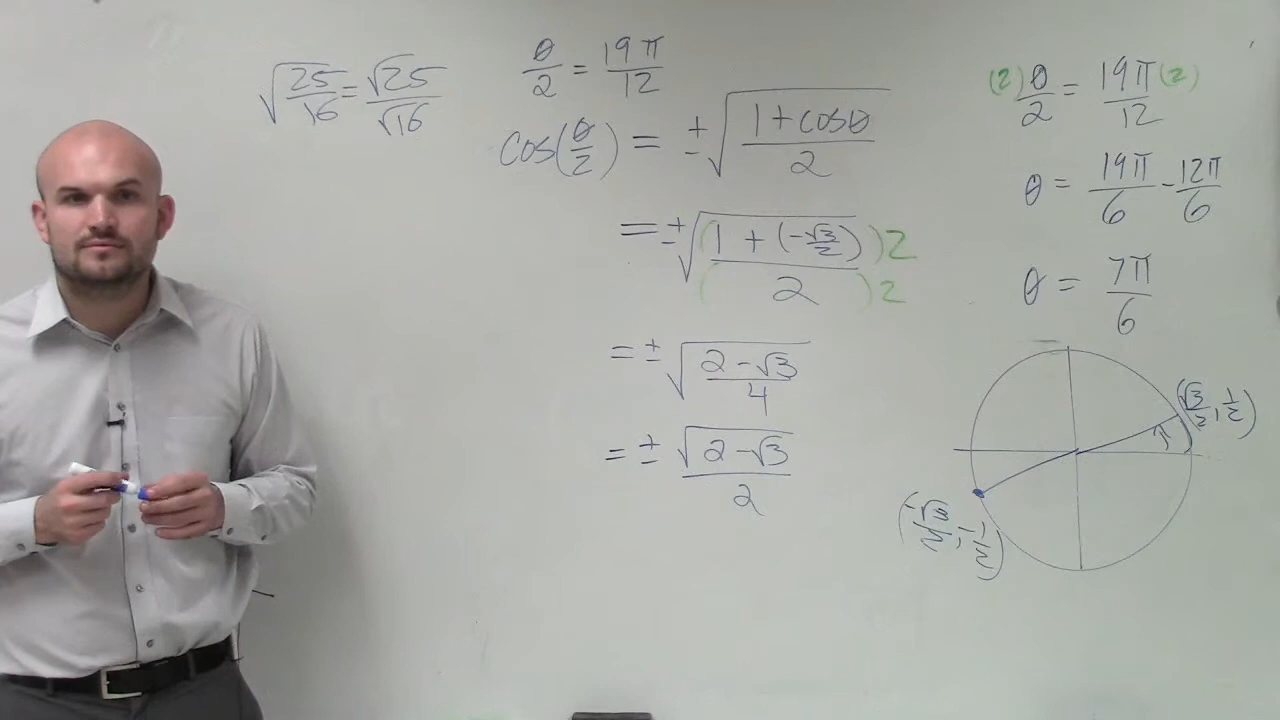 √25/16 = √25/√16
θ/2 = 19π/12
cos(θ/2) = ±√(1+cosθ)/2
= ±√(1 + (-√3/2))2/(2)2
= ±√(2-√3)/4
= ± √2-√3/2
(2) θ/2 = 19π/12 (2)
θ = 19π/6 - 12π/6
θ = 7π/6
(√3/2, 1/2)
(-√3/2, -1/2)